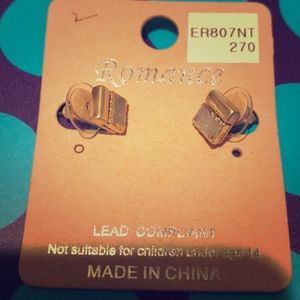 2
ER807NT
270
Romance
LEAD COMPLIANT
Not suitable for children under age 14
MADE IN CHINA